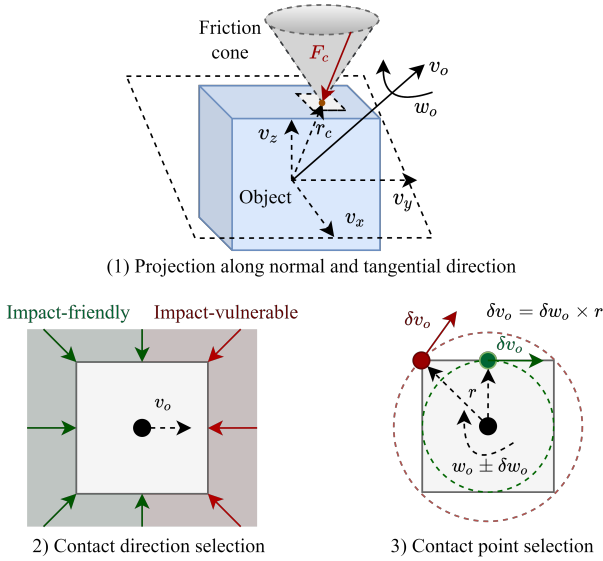 Friction
cone
F_c
v_o
w_o
v_z
r_c
Object
v_y
v_x
(1) Projection along normal and tangential direction
Impact-friendly
Impact-vulnerable
v_o
2) Contact direction selection
δv_o
δv_o = δw_o × r
δv_o
r
w_o ± δw_o
3) Contact point selection